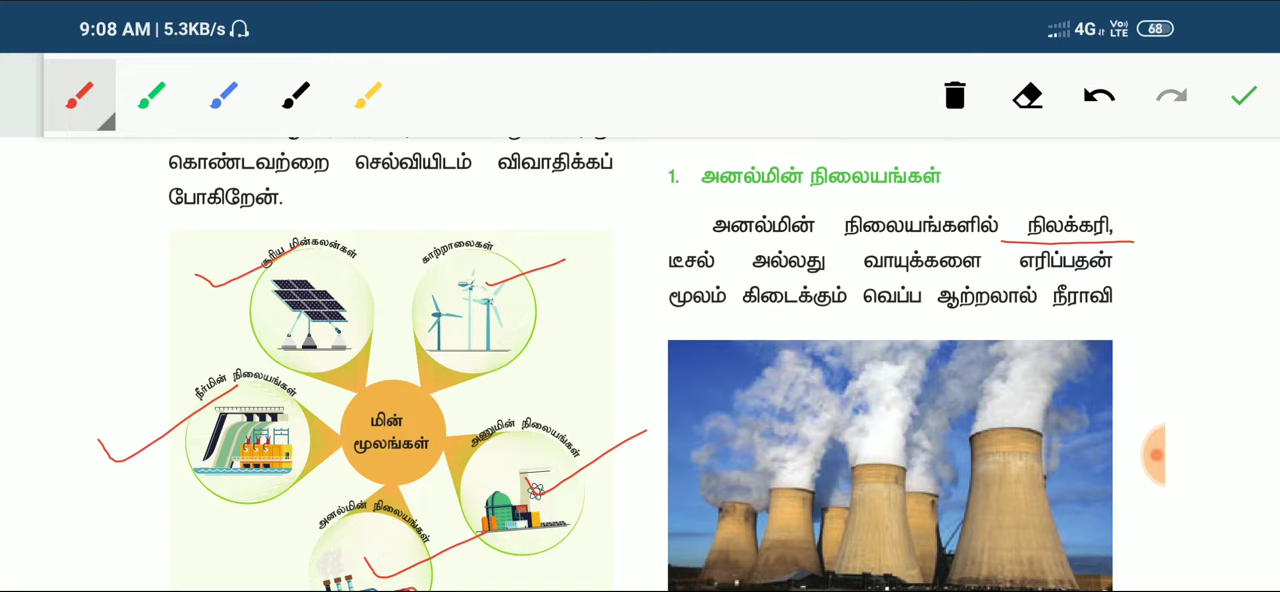 9:08 AM | 5.3KB/s
4G
Vo))
LTE
68
கொண்டவற்றை செல்வியிடம் விவாதிக்கப்
போகிறேன்.
சூரிய மின்கலன்கள்
காற்றாலைகள்
நீர்மின் நிலையங்கள்
மின்
மூலங்கள்
அணுமின் நிலையங்கள்
அனல்மின் நிலையங்கள்
1. அனல்மின் நிலையங்கள்
அனல்மின் நிலையங்களில் நிலக்கரி,
டீசல் அல்லது வாயுக்களை எரிப்பதன்
மூலம் கிடைக்கும் வெப்ப ஆற்றலால் நீராவி